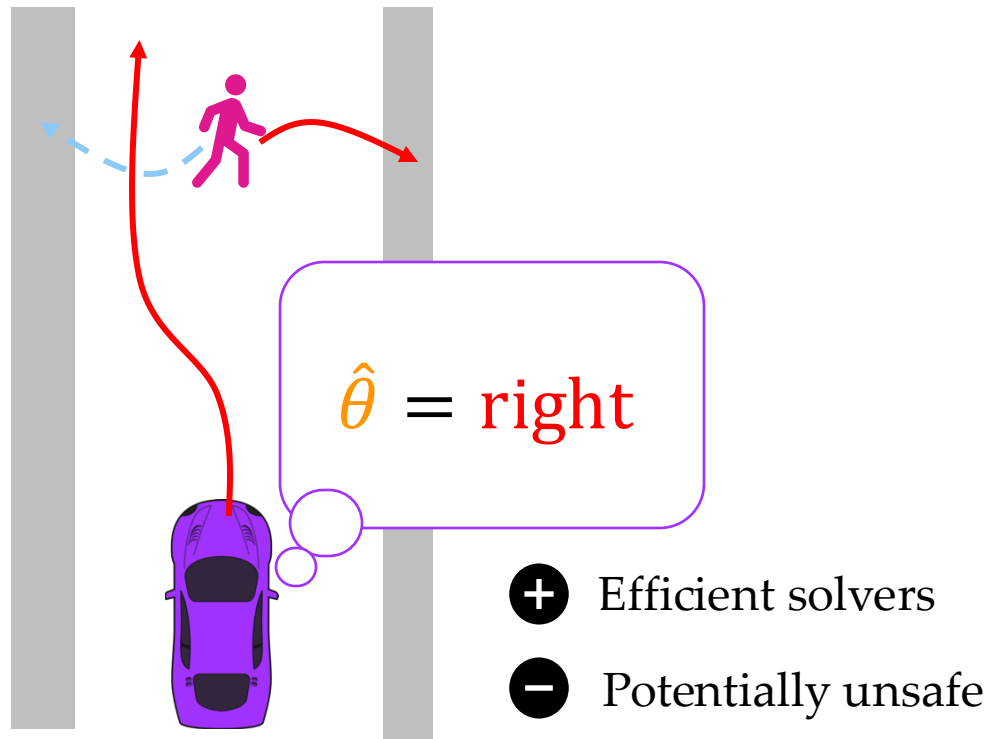 θ̂ = right
Efficient solvers
Potentially unsafe